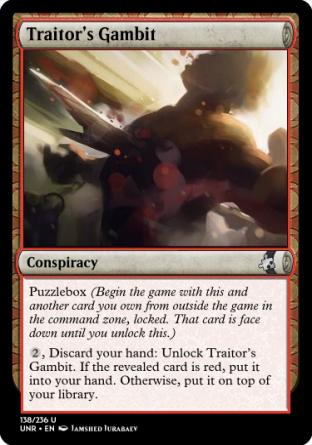 Traitor's Gambit
Conspiracy
Puzzlebox (Begin the game with this and
another card you own from outside the game in
the command zone, locked. That card is face
down until you unlock this.)
2, Discard your hand: Unlock Traitor's
Gambit. If the revealed card is red, put it
into your hand. Otherwise, put it on top of
your library.
138/236 U
UNR • EN Jamshed Jurabaev